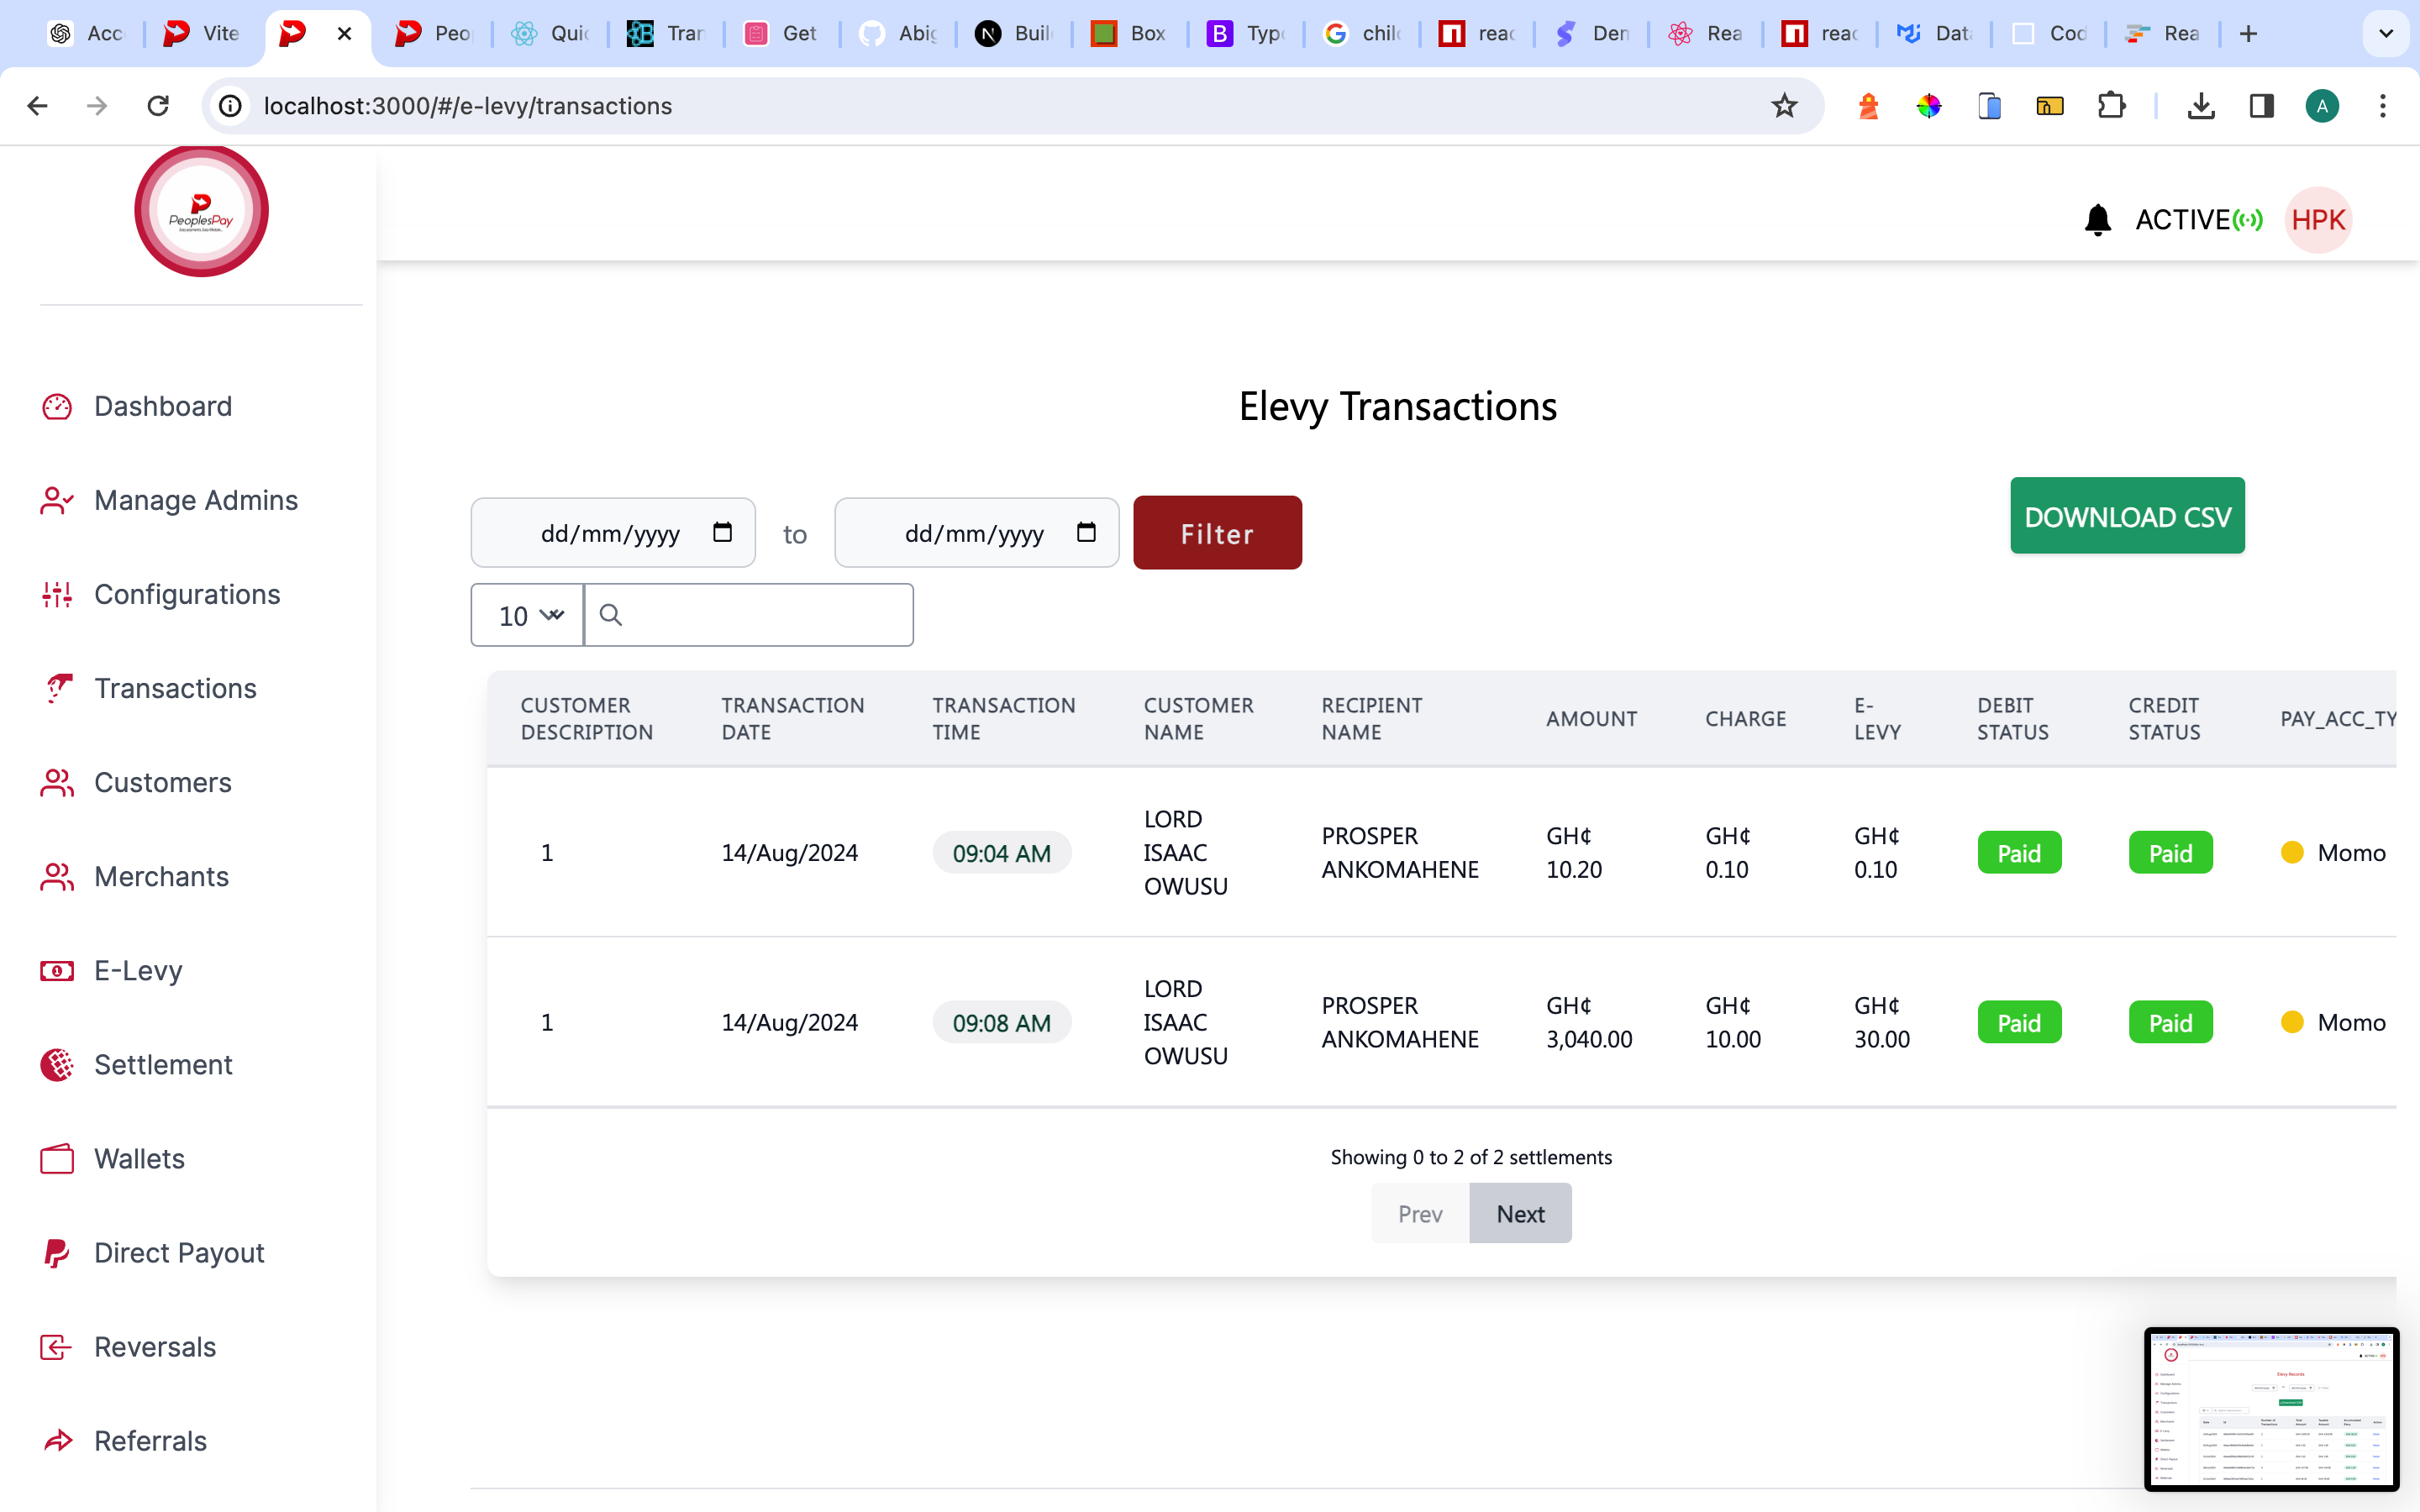 Acc
Vite
Peo
Quic
Tran
Get
Abig
Buil
Box
Typo
chilc
reac
Den
Rea
reac
Data
Cod
Rea
localhost:3000/#/e-levy/transactions
A
PeoplesPay
ACTIVE
HPK
Dashboard
Manage Admins
Configurations
Transactions
Customers
Merchants
E-Levy
Settlement
Wallets
Direct Payout
Reversals
Referrals
Elevy Transactions
dd/mm/yyyy to dd/mm/yyyy Filter
DOWNLOAD CSV
10
CUSTOMER DESCRIPTION TRANSACTION DATE TRANSACTION TIME CUSTOMER NAME RECIPIENT NAME AMOUNT CHARGE E-LEVY DEBIT STATUS CREDIT STATUS PAY_ACC_TY
1 14/Aug/2024 09:04 AM LORD ISAAC OWUSU PROSPER ANKOMAHENE GH¢ 10.20 GH¢ 0.10 GH¢ 0.10 Paid Paid Momo
1 14/Aug/2024 09:08 AM LORD ISAAC OWUSU PROSPER ANKOMAHENE GH¢ 3,040.00 GH¢ 10.00 GH¢ 30.00 Paid Paid Momo
Showing 0 to 2 of 2 settlements
Prev Next
Elevy Records